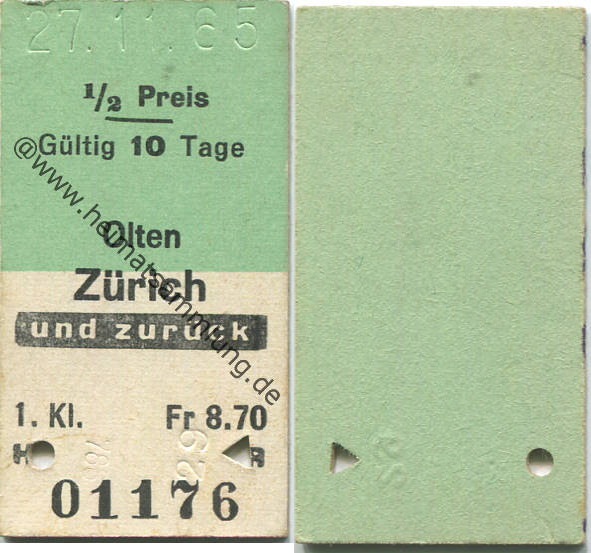 27.11.65
1/2 Preis
Gültig 10 Tage
Olten
Zürich
und zurück
1. Kl. Fr 8.70
H R
01176
@www.heimatsammlung.de